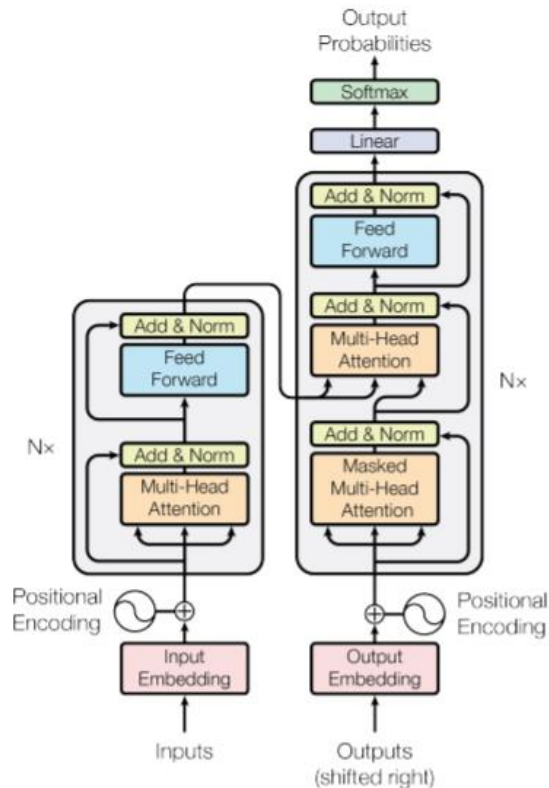 Output
Probabilities
Softmax
Linear
Add & Norm
Feed
Forward
Add & Norm
Multi-Head
Attention
Add & Norm
Masked
Multi-Head
Attention
Nx
Add & Norm
Feed
Forward
Add & Norm
Multi-Head
Attention
Nx
Positional
Encoding
Positional
Encoding
Input
Embedding
Output
Embedding
Inputs
Outputs
(shifted right)